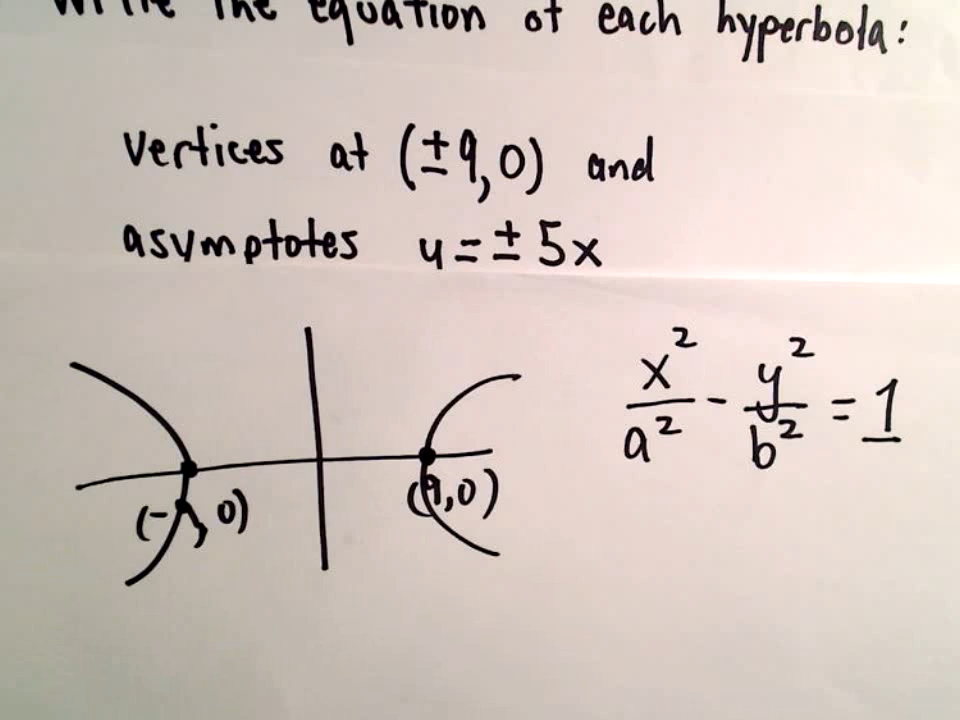 Write the equation of each hyperbola:
vertices at (±9,0) and
asymptotes y=±5x
x²/a² - y²/b² = 1
(-9,0)
(9,0)